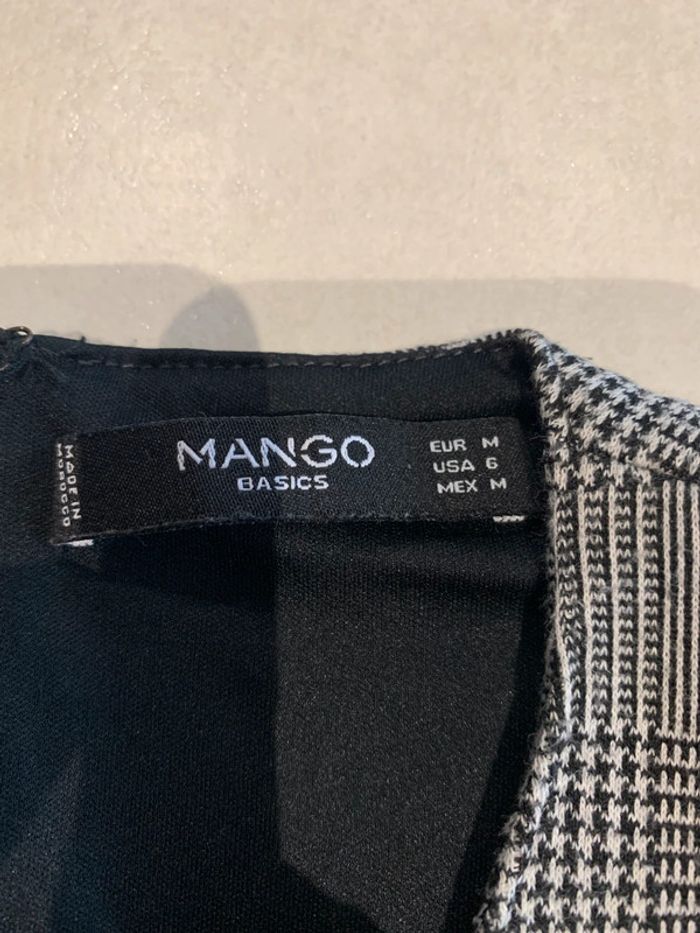 MANGO
BASICS
EUR M
USA 6
MEX M
MADE IN
MOROCCO